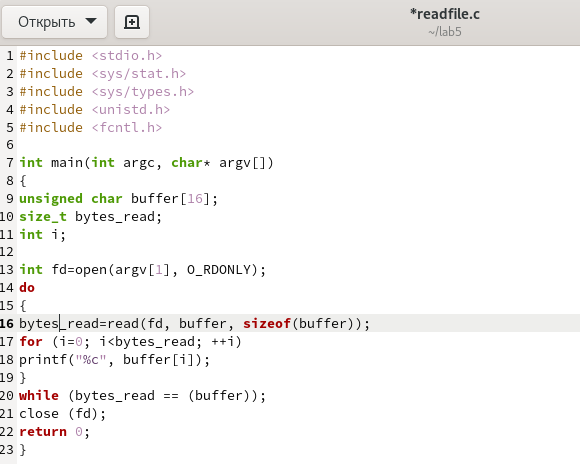 Открыть
*readfile.c
~/lab5
1 #include <stdio.h>
2 #include <sys/stat.h>
3 #include <sys/types.h>
4 #include <unistd.h>
5 #include <fcntl.h>
6
7 int main(int argc, char* argv[])
8 {
9 unsigned char buffer[16];
10 size_t bytes_read;
11 int i;
12
13 int fd=open(argv[1], O_RDONLY);
14 do
15 {
16 bytes_read=read(fd, buffer, sizeof(buffer));
17 for (i=0; i<bytes_read; ++i)
18 printf("%c", buffer[i]);
19 }
20 while (bytes_read == (buffer));
21 close (fd);
22 return 0;
23 }